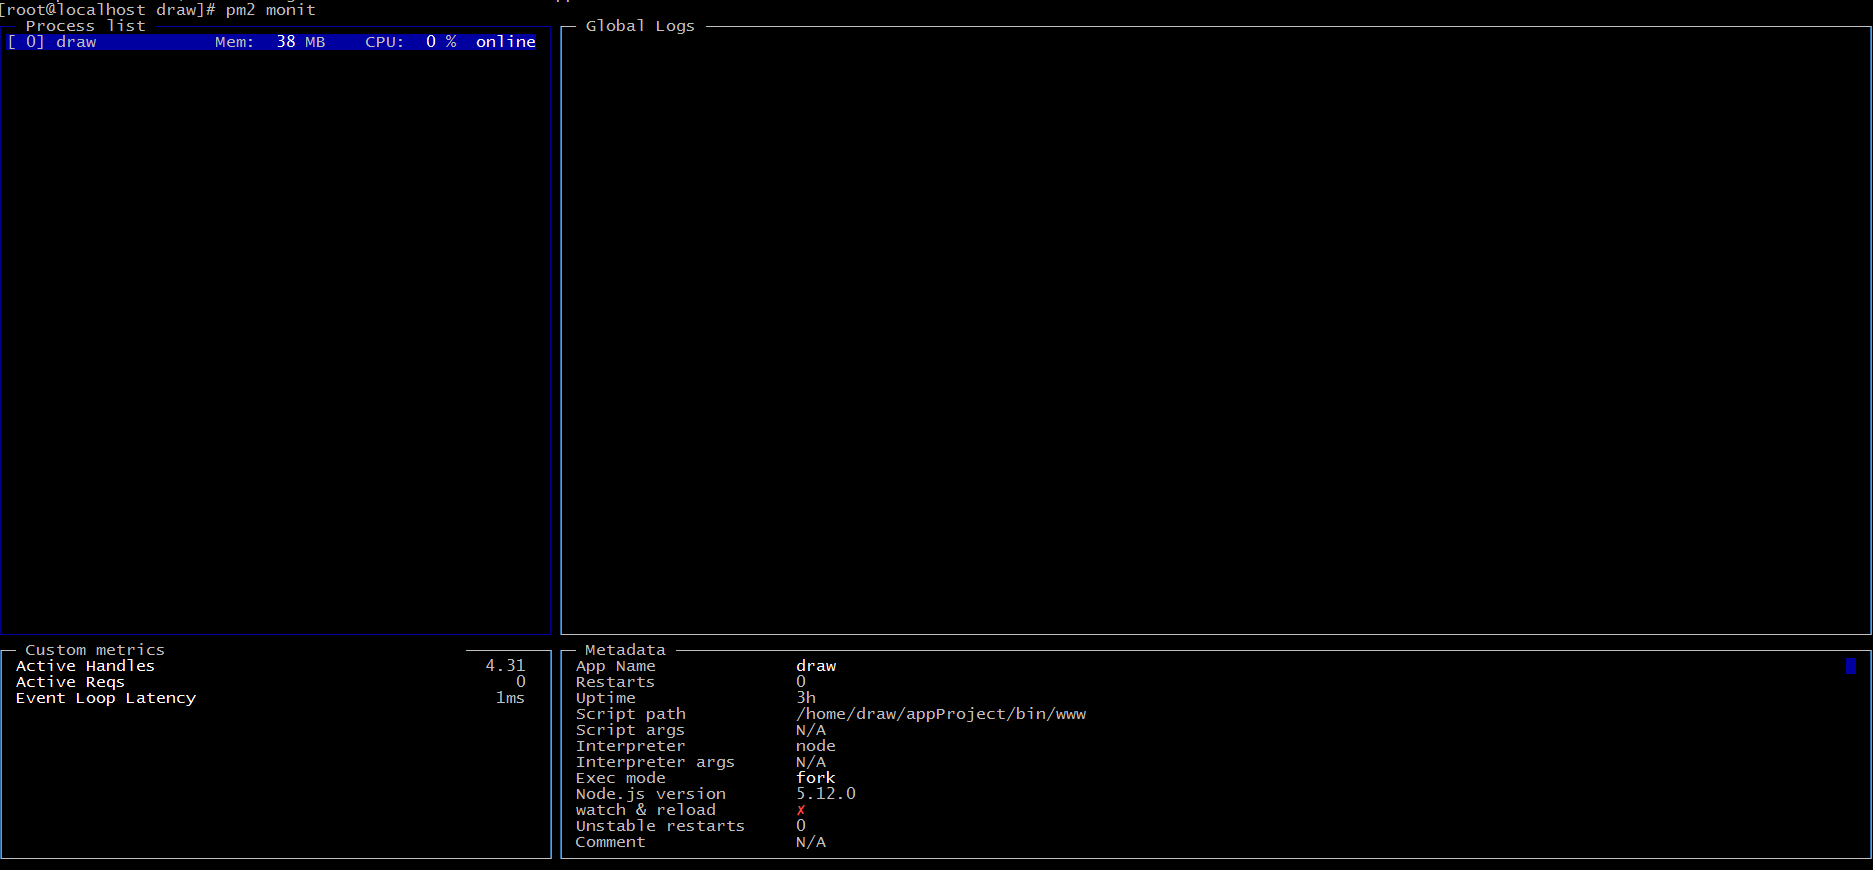 [root@localhost draw]# pm2 monit
Process list
[ 0] draw Mem: 38 MB CPU: 0 % online
Global Logs
Custom metrics
Active Handles 4.31
Active Reqs 0
Event Loop Latency 1ms
Metadata
App Name draw
Restarts 0
Uptime 3h
Script path /home/draw/appProject/bin/www
Script args N/A
Interpreter node
Interpreter args N/A
Exec mode fork
Node.js version 5.12.0
watch & reload ✗
Unstable restarts 0
Comment N/A